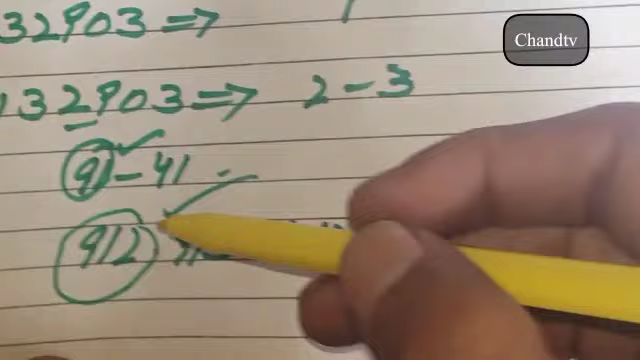 32903 =>
Chandtv
132903 => 2 - 3
91 - 41 -
912